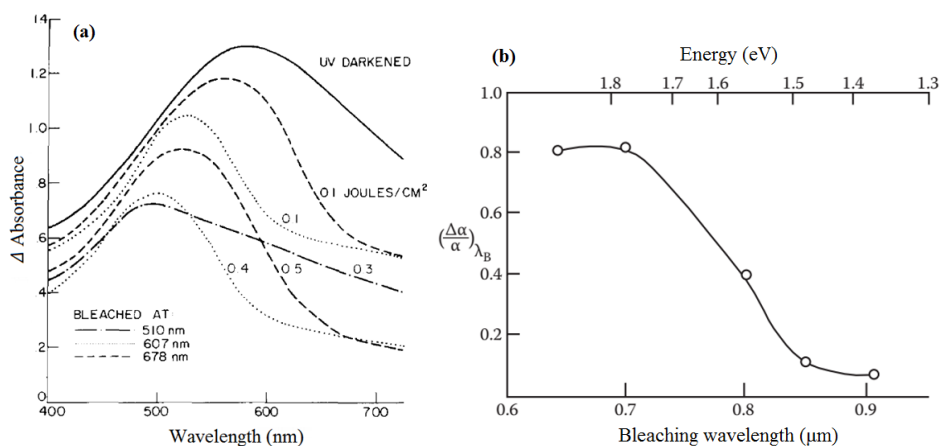 (a)
1.4
1.2
1.0
.8
.6
.4
.2
0
Δ Absorbance
UV DARKENED
0.1 JOULES/CM²
0.1
0.4
0.5
0.3
BLEACHED AT:
510 nm
607 nm
678 nm
400
500
600
700
Wavelength (nm)
(b)
Energy (eV)
1.8
1.7
1.6
1.5
1.4
1.3
1.0
0.8
0.6
0.4
0.2
(Δα/α)λB
0.6
0.7
0.8
0.9
Bleaching wavelength (μm)